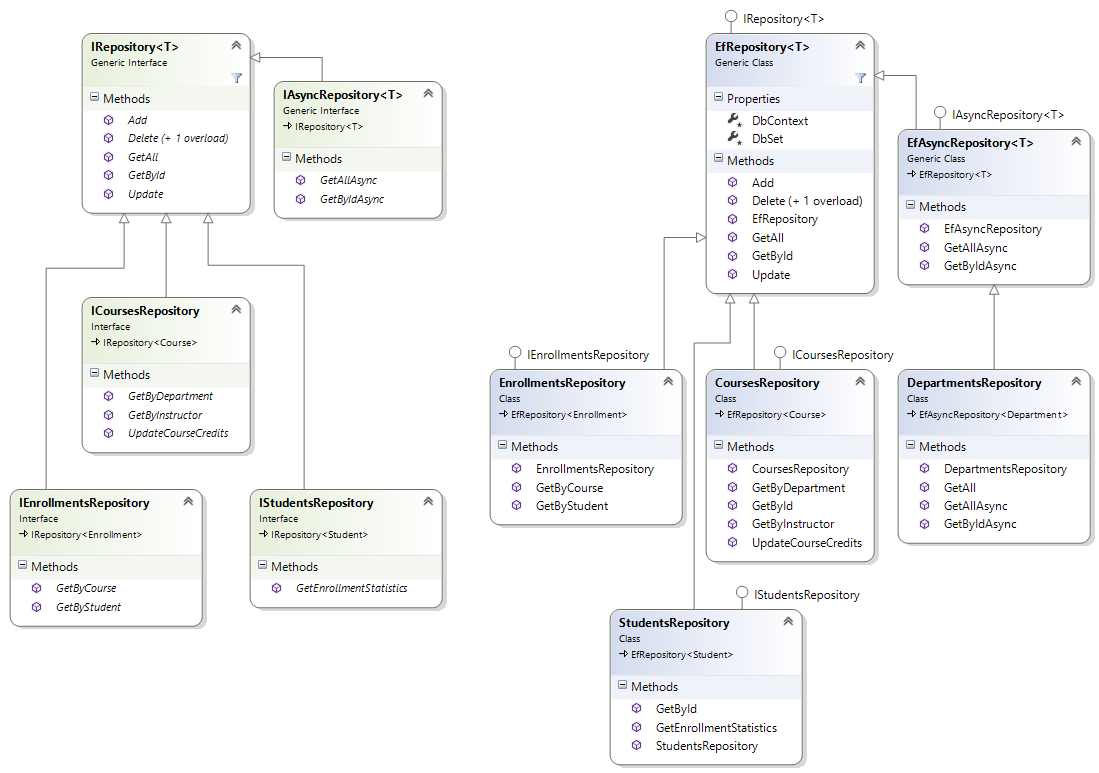 IRepository<T>
Generic Interface
Methods
Add
Delete (+ 1 overload)
GetAll
GetById
Update
IAsyncRepository<T>
Generic Interface
IRepository<T>
Methods
GetAllAsync
GetByIdAsync
ICoursesRepository
Interface
IRepository<Course>
Methods
GetByDepartment
GetByInstructor
UpdateCourseCredits
IEnrollmentsRepository
Interface
IRepository<Enrollment>
Methods
GetByCourse
GetByStudent
IStudentsRepository
Interface
IRepository<Student>
Methods
GetEnrollmentStatistics
IRepository<T>
EfRepository<T>
Generic Class
Properties
DbContext
DbSet
Methods
Add
Delete (+ 1 overload)
EfRepository
GetAll
GetById
Update
IAsyncRepository<T>
EfAsyncRepository<T>
Generic Class
EfRepository<T>
Methods
EfAsyncRepository
GetAllAsync
GetByIdAsync
IEnrollmentsRepository
EnrollmentsRepository
Class
EfRepository<Enrollment>
Methods
EnrollmentsRepository
GetByCourse
GetByStudent
ICoursesRepository
CoursesRepository
Class
EfRepository<Course>
Methods
CoursesRepository
GetByDepartment
GetById
GetByInstructor
UpdateCourseCredits
DepartmentsRepository
Class
EfAsyncRepository<Department>
Methods
DepartmentsRepository
GetAll
GetAllAsync
GetByIdAsync
IStudentsRepository
StudentsRepository
Class
EfRepository<Student>
Methods
GetById
GetEnrollmentStatistics
StudentsRepository